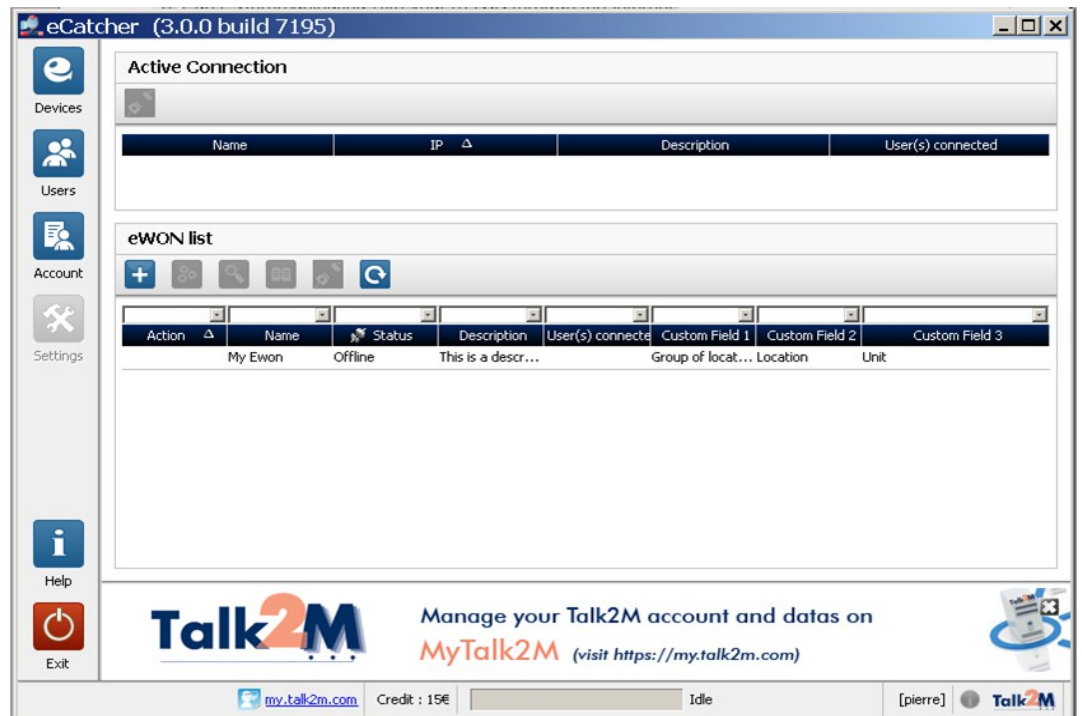 eCatcher (3.0.0 build 7195)
Active Connection
Devices
Name IP Description User(s) connected
Users
eWON list
Account
Action Name Status Description User(s) connecte Custom Field 1 Custom Field 2 Custom Field 3
Settings
My Ewon Offline This is a descr... Group of locat... Location Unit
Help
Talk2M
Manage your Talk2M account and datas on
MyTalk2M (visit https://my.talk2m.com)
Exit
my.talk2m.com Credit : 15€ Idle [pierre] Talk2M